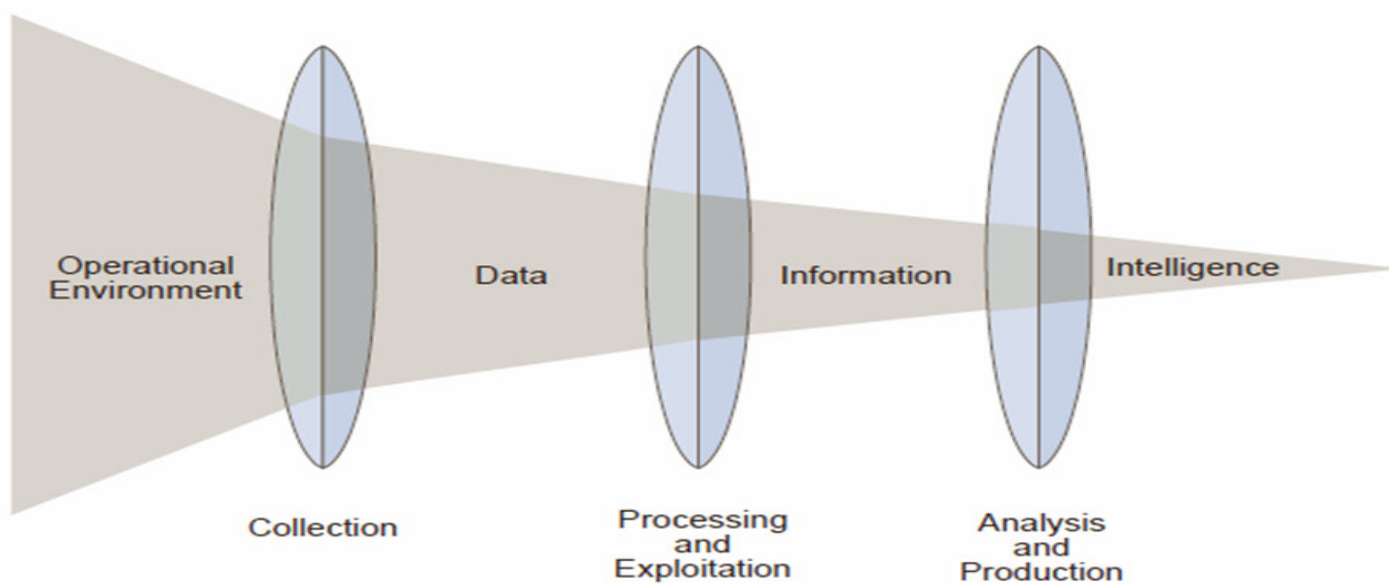 Operational
Environment
Data
Information
Intelligence
Collection
Processing
and
Exploitation
Analysis
and
Production